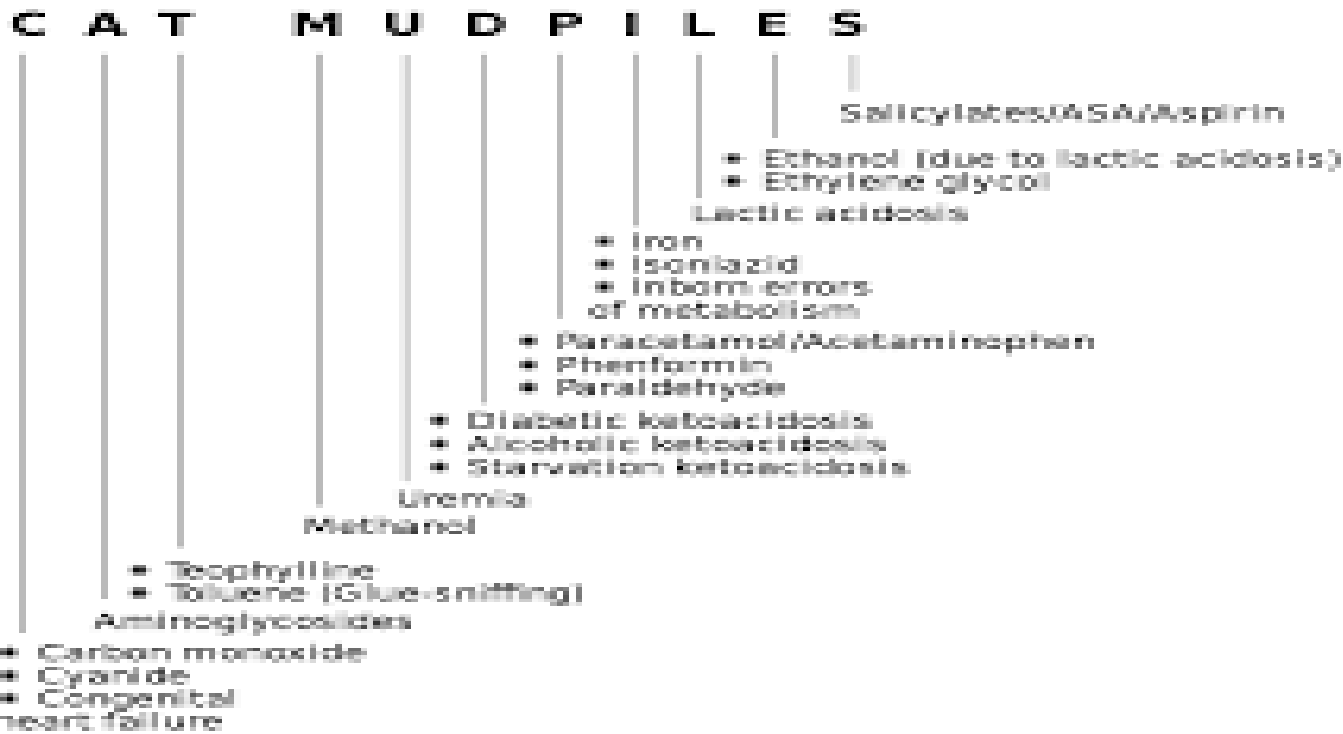 C A T M U D P I L E S
Salicylates/ASA/Aspirin
• Ethanol (due to lactic acidosis)
• Ethylene glycol
Lactic acidosis
• Iron
• Isoniazid
• Inborn errors
of metabolism
• Paracetamol/Acetaminophen
• Phenformin
• Paraldehyde
• Diabetic ketoacidosis
• Alcoholic ketoacidosis
• Starvation ketoacidosis
Uremia
Methanol
• Teophylline
• Toluene (Glue-sniffing)
Aminoglycosides
• Carbon monoxide
• Cyanide
• Congenital
heart failure